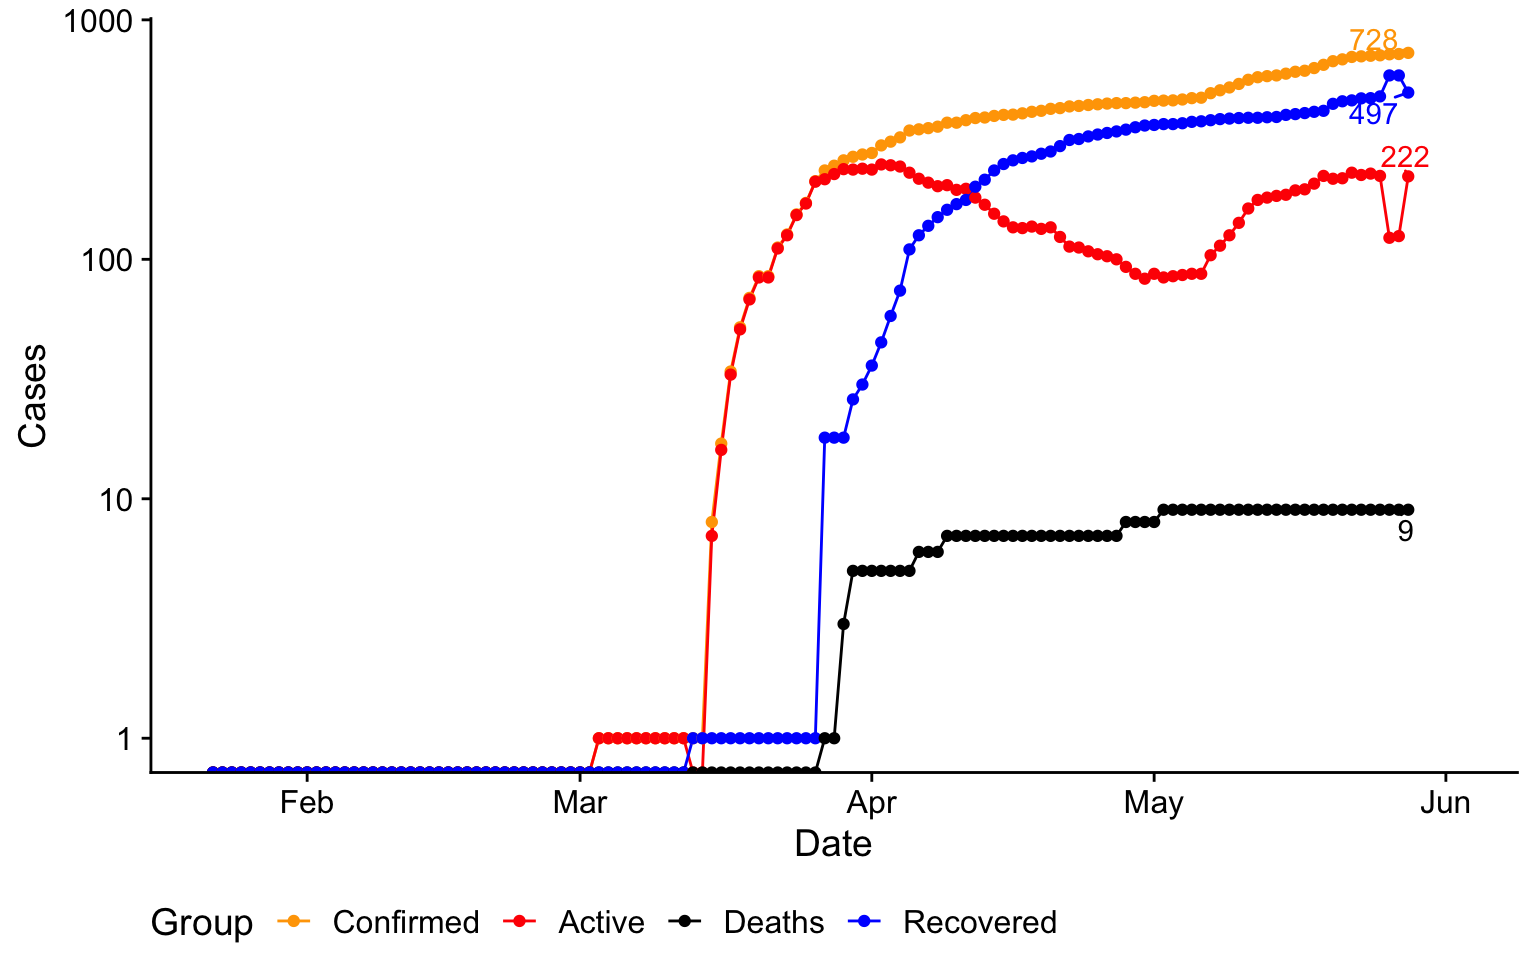 1000
728
497
222
100
Cases
10
9
1
Feb Mar Apr May Jun
Date
Group Confirmed Active Deaths Recovered